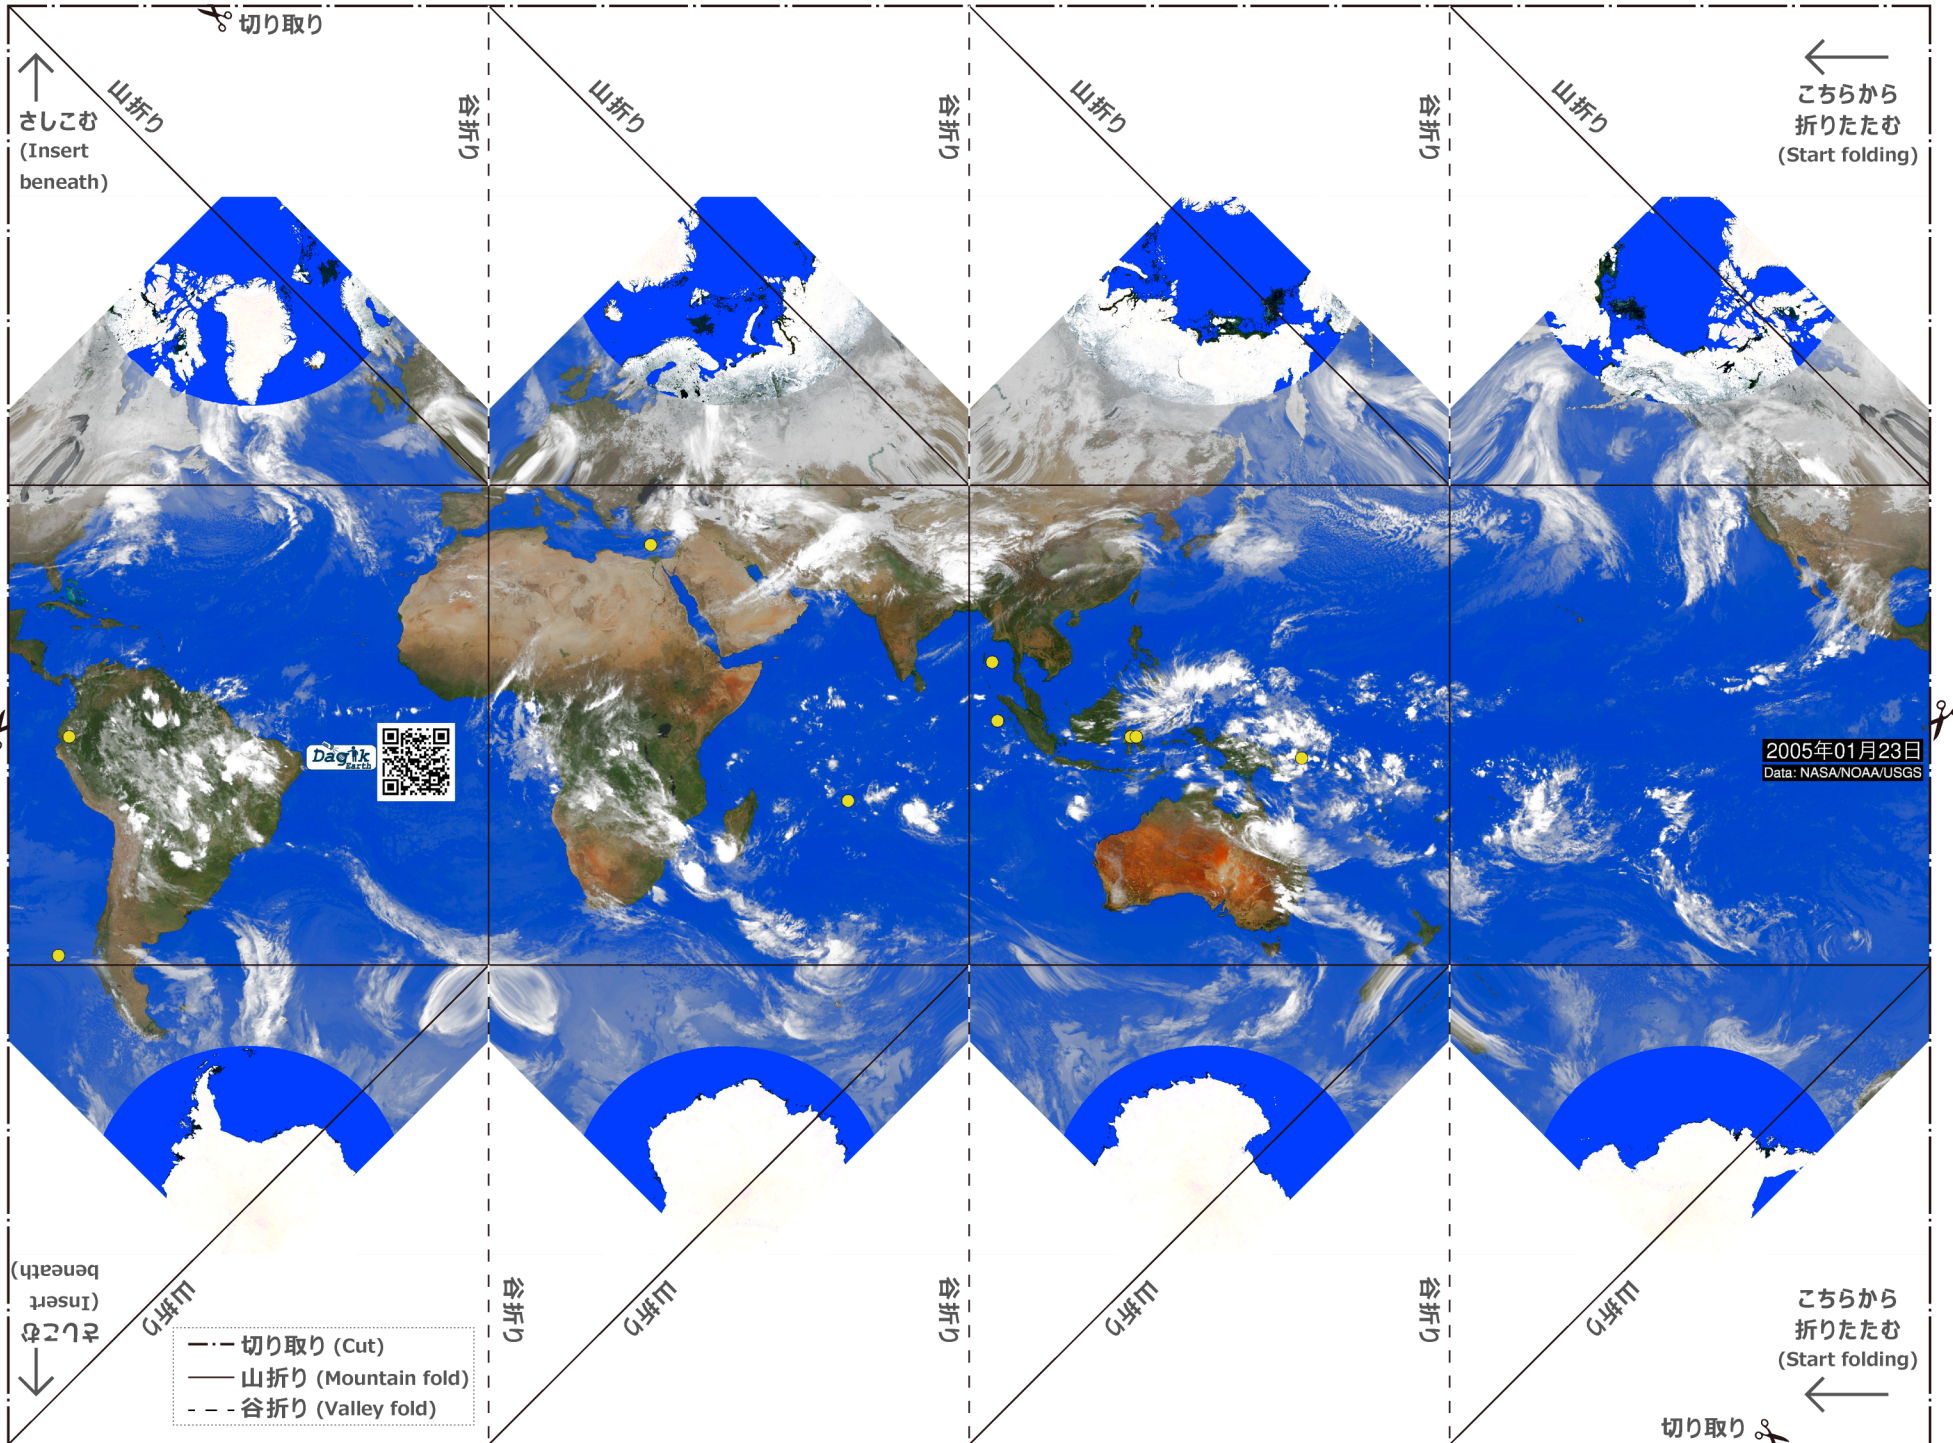 切り取り
山折り
山折り
山折り
山折り
谷折り
谷折り
谷折り
さしこむ
(Insert
beneath)
こちらから
折りたたむ
(Start folding)
Dagik
Earth
2005年01月23日
Data: NASA/NOAA/USGS
さしこむ
(Insert
beneath)
山折り
山折り
山折り
山折り
谷折り
谷折り
谷折り
切り取り (Cut)
山折り (Mountain fold)
谷折り (Valley fold)
こちらから
折りたたむ
(Start folding)
切り取り